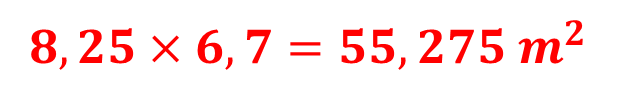 8,25 × 6,7 = 55,275 m²